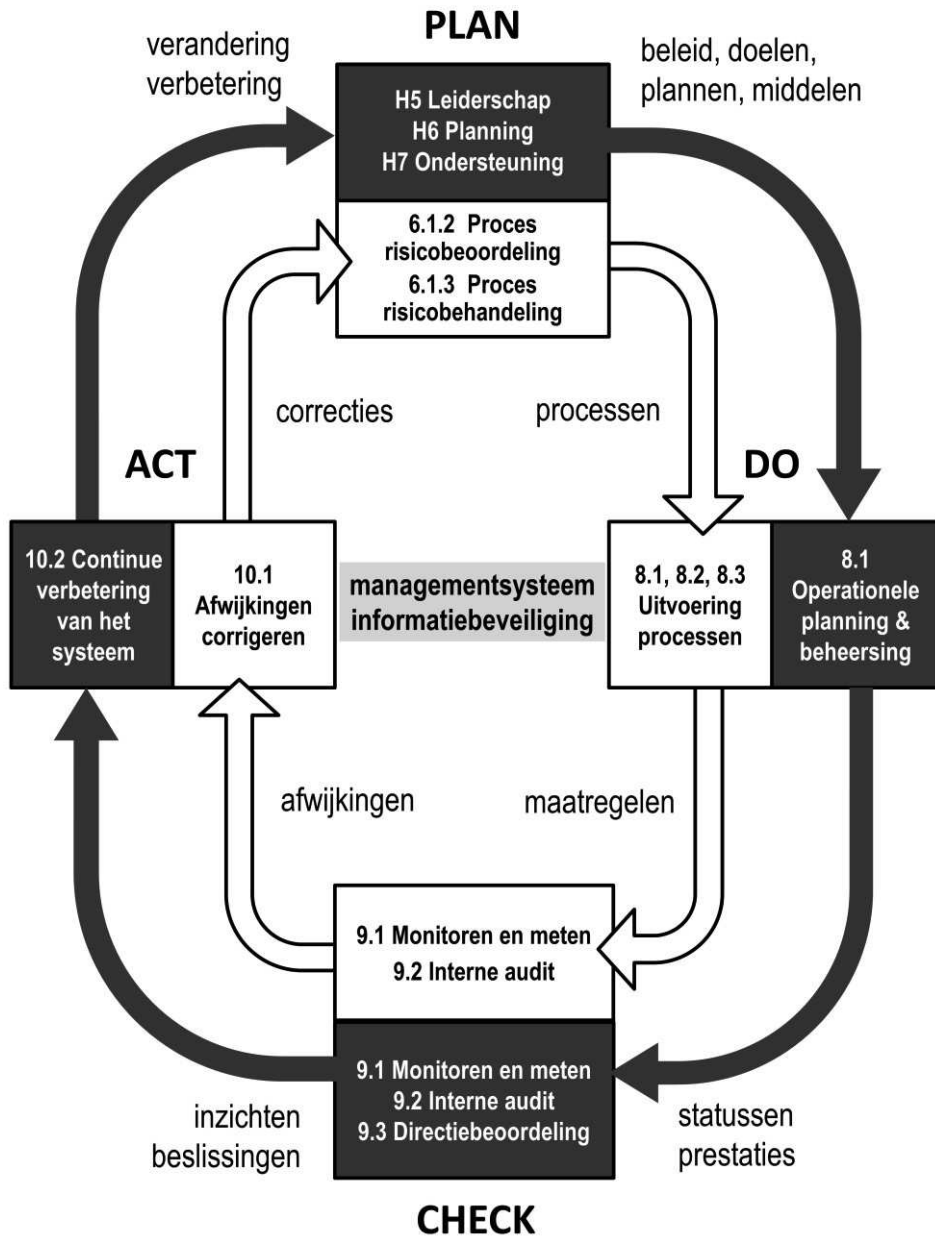 PLAN
verandering
verbetering
beleid, doelen,
plannen, middelen
H5 Leiderschap
H6 Planning
H7 Ondersteuning
6.1.2 Proces
risicobeoordeling
6.1.3 Proces
risicobehandeling
correcties
processen
ACT
DO
10.2 Continue
verbetering
van het
systeem
10.1
Afwijkingen
corrigeren
managementsysteem
informatiebeveiliging
8.1, 8.2, 8.3
Uitvoering
processen
8.1
Operationele
planning &
beheersing
afwijkingen
maatregelen
9.1 Monitoren en meten
9.2 Interne audit
9.1 Monitoren en meten
9.2 Interne audit
9.3 Directiebeoordeling
inzichten
beslissingen
statussen
prestaties
CHECK